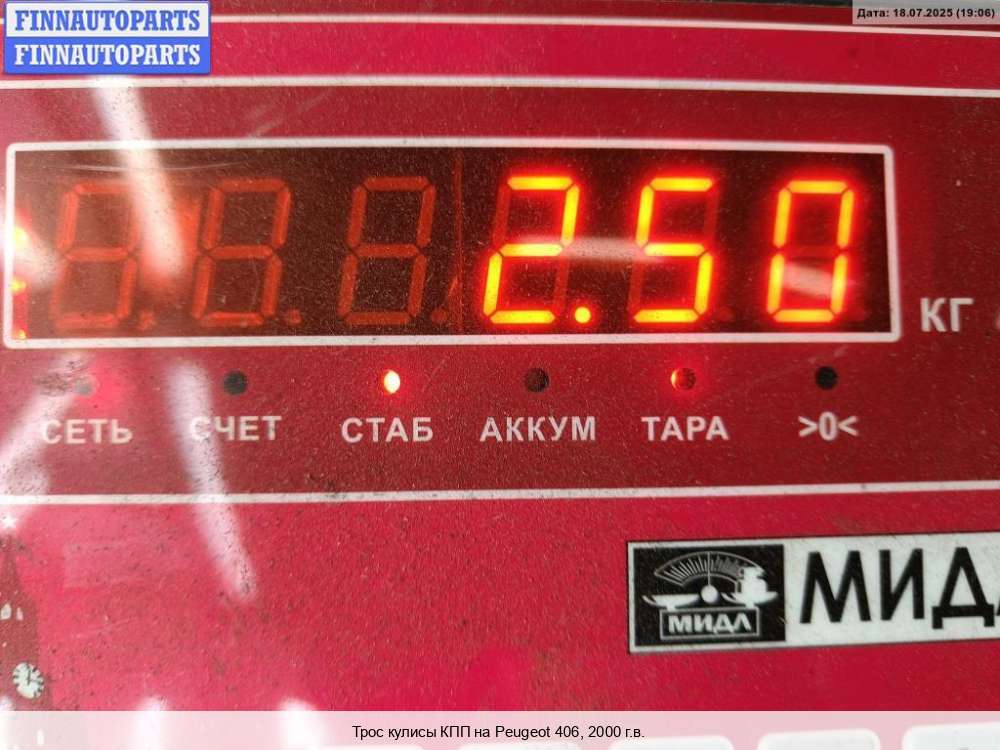 FINNAUTOPARTS
FINNAUTOPARTS
Дата: 18.07.2025 (19:06)
2.50
КГ
СЕТЬ СЧЕТ СТАБ АККУМ ТАРА >0<
МИДЛ
МИДЛ
Трос кулисы КПП на Peugeot 406, 2000 г.в.